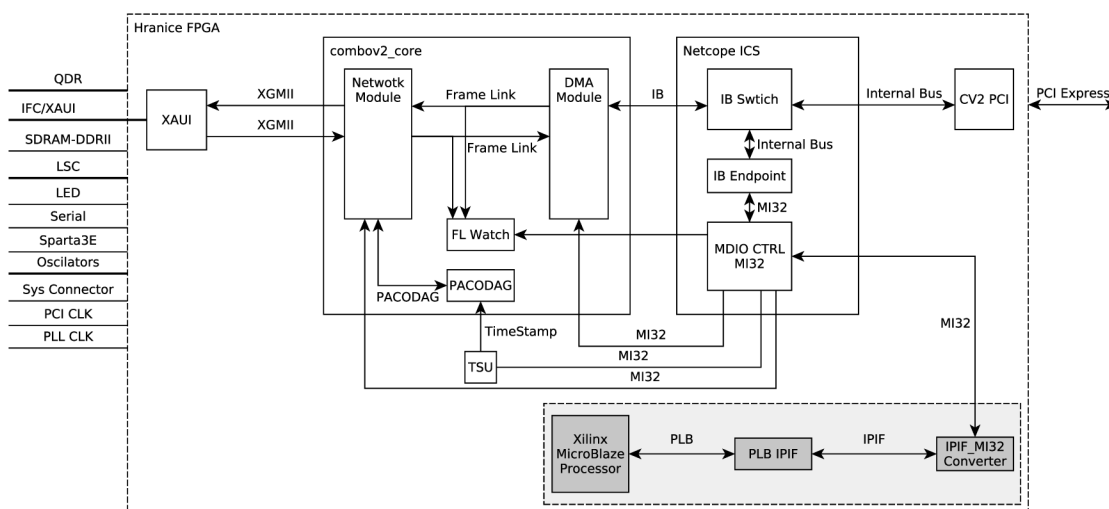 Hranice FPGA
QDR
IFC/XAUI
SDRAM-DDRII
LSC
LED
Serial
Sparta3E
Oscilators
Sys Connector
PCI CLK
PLL CLK
XAUI
XGMII
XGMII
combov2_core
Netwotk
Module
Frame Link
Frame Link
DMA
Module
FL Watch
PACODAG
PACODAG
TimeStamp
TSU
IB
Netcope ICS
IB Swtich
Internal Bus
IB Endpoint
MI32
MDIO CTRL
MI32
Internal Bus
CV2 PCI
PCI Express
MI32
MI32
MI32
MI32
Xilinx
MicroBlaze
Processor
PLB
PLB IPIF
IPIF
IPIF_MI32
Converter